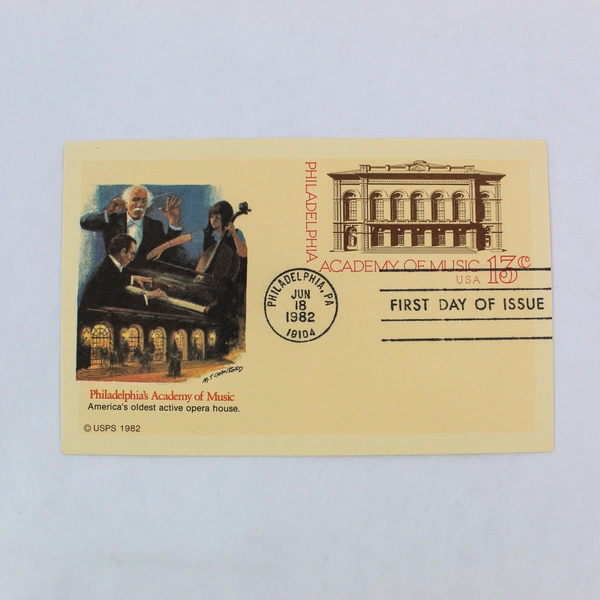 PHILADELPHIA
ACADEMY OF MUSIC 13c
USA
PHILADELPHIA, PA
JUN
18
1982
19104
FIRST DAY OF ISSUE
M.T. CRAWFORD
Philadelphia's Academy of Music
America's oldest active opera house.
© USPS 1982